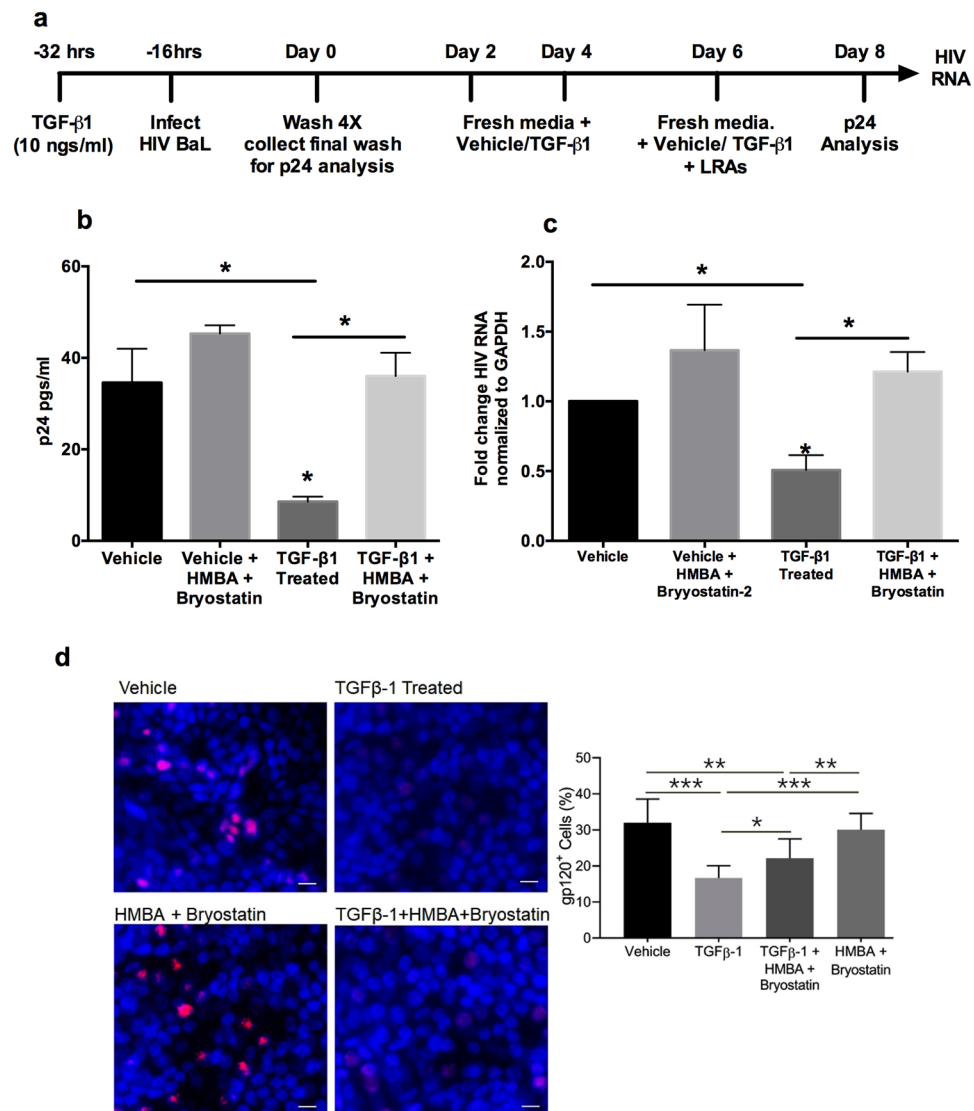 a
-32 hrs
-16hrs
Day 0
Day 2
Day 4
Day 6
Day 8
HIV
RNA
TGF-β1
(10 ngs/ml)
Infect
HIV BaL
Wash 4X
collect final wash
for p24 analysis
Fresh media +
Vehicle/TGF-β1
Fresh media.
+ Vehicle/ TGF-β1
+ LRAs
p24
Analysis
b
p24 pgs/ml
60
40
20
0
*
*
*
Vehicle
Vehicle +
HMBA +
Bryostatin
TGF-β1
Treated
TGF-β1 +
HMBA +
Bryostatin
c
Fold change HIV RNA
normalized to GAPDH
2.0
1.5
1.0
0.5
0.0
*
*
*
Vehicle
Vehicle +
HMBA +
Bryyostatin-2
TGF-β1
Treated
TGF-β1 +
HMBA +
Bryostatin
d
Vehicle
TGFβ-1 Treated
HMBA + Bryostatin
TGFβ-1+HMBA+Bryostatin
gp120+ Cells (%)
50
40
30
20
10
0
**
**
***
***
*
Vehicle
TGFβ-1
TGFβ-1 +
HMBA +
Bryostatin
HMBA +
Bryostatin